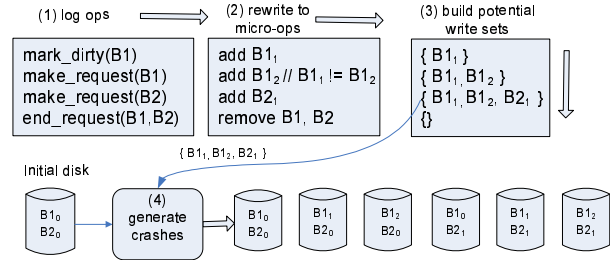 (1) log ops
(2) rewrite to
micro-ops
(3) build potential
write sets
mark_dirty(B1)
make_request(B1)
make_request(B2)
end_request(B1,B2)
add B1₁
add B1₂ // B1₁ != B1₂
add B2₁
remove B1, B2
{ B1₁ }
{ B1₁, B1₂ }
{ B1₁, B1₂, B2₁ }
{}
{ B1₁, B1₂, B2₁ }
Initial disk
B1₀
B2₀
(4)
generate
crashes
B1₀
B2₀
B1₁
B2₀
B1₂
B2₀
B1₀
B2₁
B1₁
B2₁
B1₂
B2₁